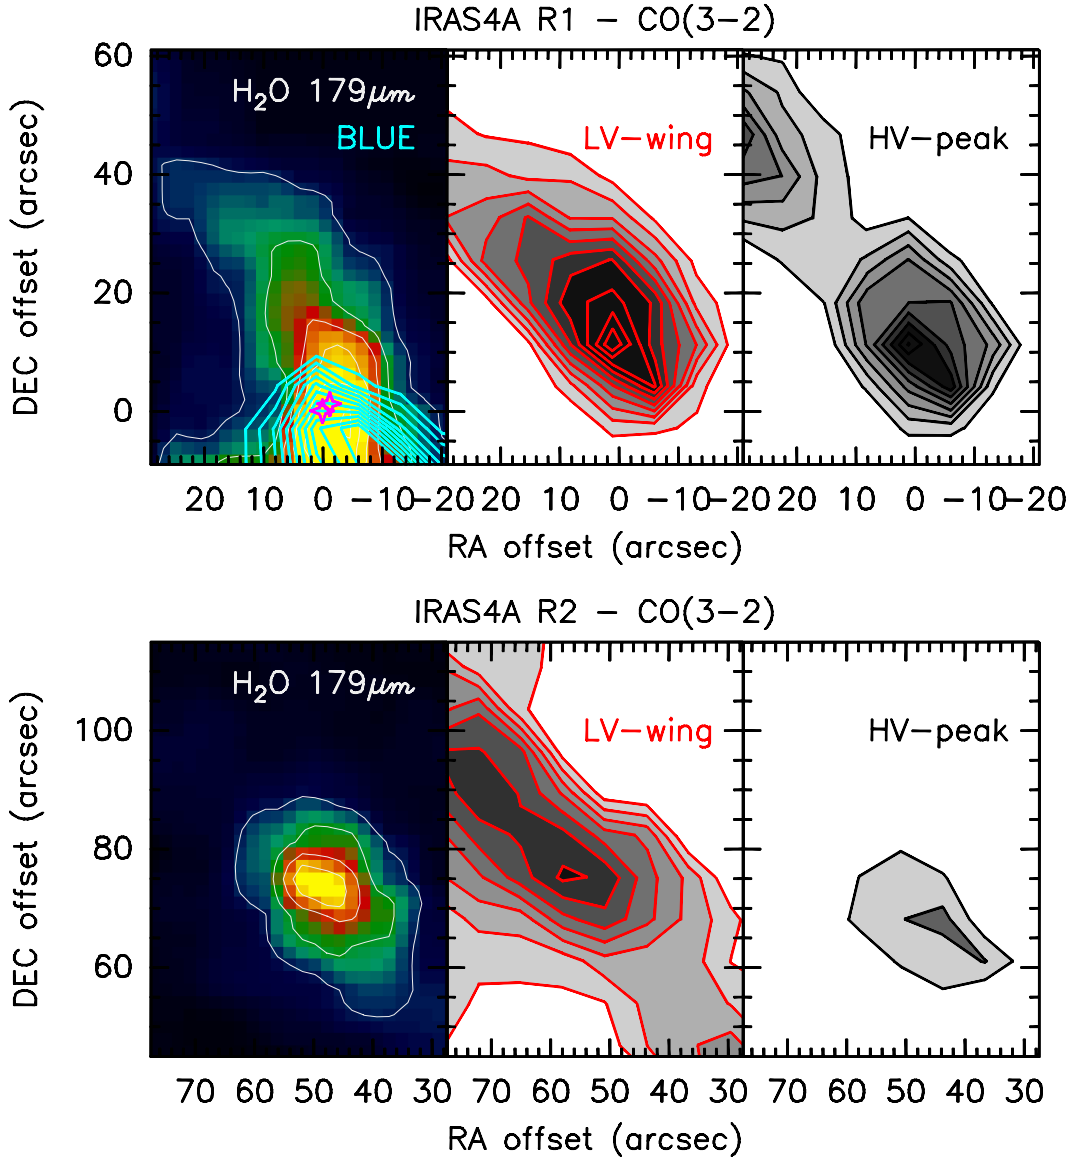 IRAS4A R1 − CO(3−2)
H₂O 179μm
BLUE
LV−wing
HV−peak
60
40
20
0
DEC offset (arcsec)
20 10 0 −10 −20 20 10 0 −10 −20 20 10 0 −10 −20
RA offset (arcsec)
IRAS4A R2 − CO(3−2)
H₂O 179μm
LV−wing
HV−peak
100
80
60
DEC offset (arcsec)
70 60 50 40 30 70 60 50 40 30 70 60 50 40 30
RA offset (arcsec)